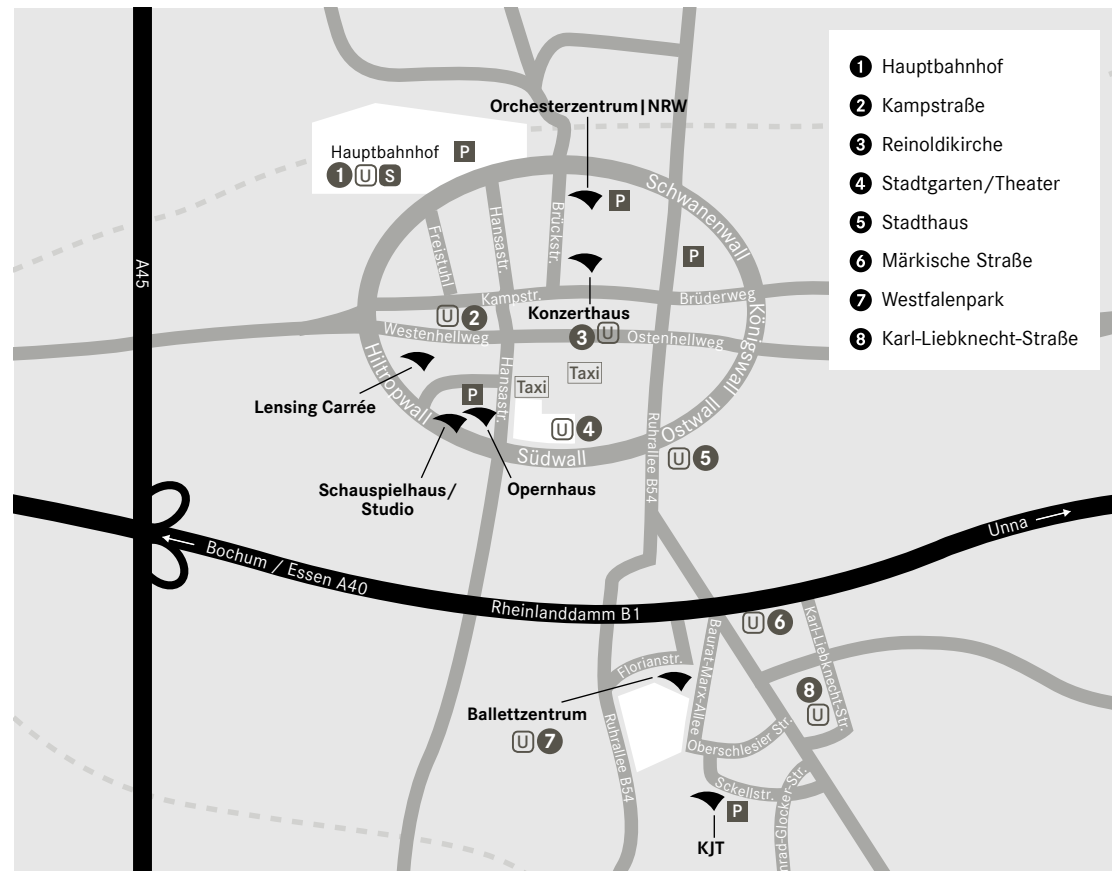 Orchesterzentrum|NRW
Hauptbahnhof P
1 U S
P
Schwanenwall
Freistuhl
Hansastr.
Brückstr.
P
Kampstr.
Brüderweg
Königswall
Konzerthaus
U 2
3 U
Westenhellweg
Ostenhellweg
Hiltropwall
Hansastr.
Taxi
Taxi
Lensing Carrée
P
U 4
Ostwall
Südwall
Ruhrallee B54
U 5
Schauspielhaus/
Studio
Opernhaus
A45
Bochum / Essen A40
Rheinlanddamm B1
Unna
U 6
Karl-Liebknecht-Str.
Florianstr.
Baurat-Marx-Allee
8
U
Ballettzentrum
U 7
Ruhrallee B54
Oberschlesier Str.
Sckellstr.
P
KJT
1 Hauptbahnhof
2 Kampstraße
3 Reinoldikirche
4 Stadtgarten/Theater
5 Stadthaus
6 Märkische Straße
7 Westfalenpark
8 Karl-Liebknecht-Straße